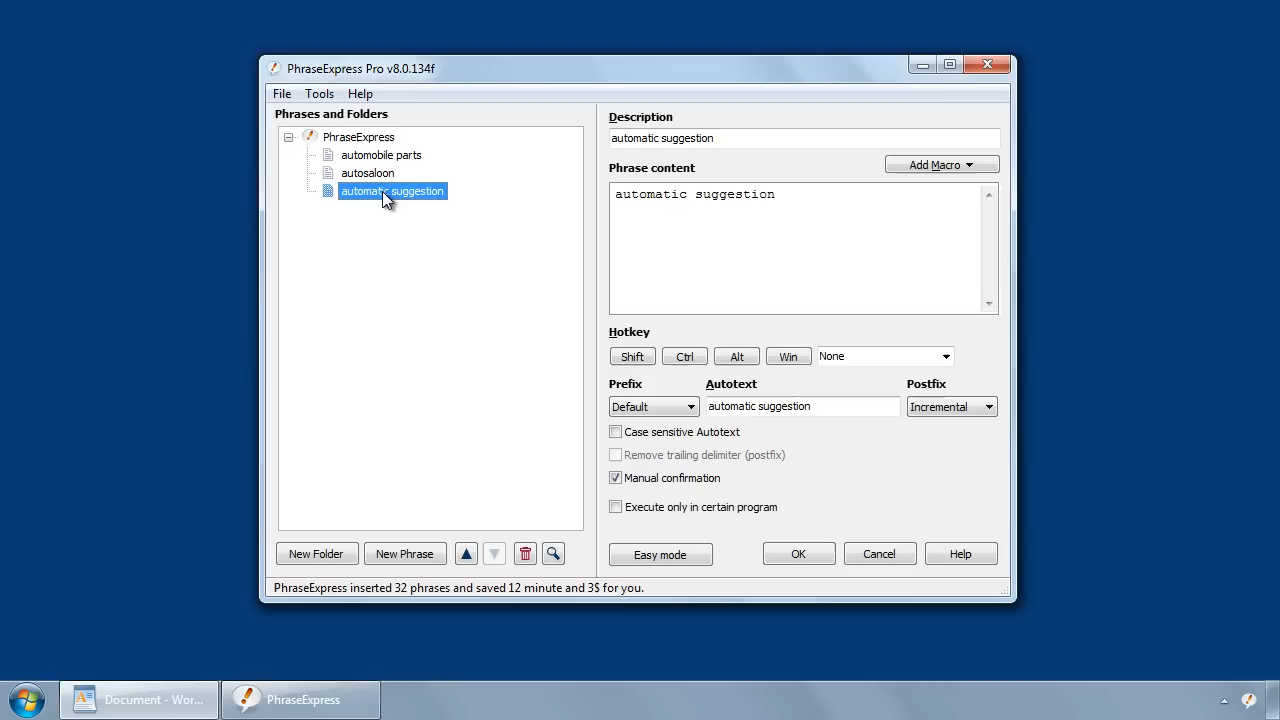 PhraseExpress Pro v8.0.134f
File Tools Help
Phrases and Folders
PhraseExpress
automobile parts
autosaloon
automatic suggestion
Description
automatic suggestion
Phrase content
Add Macro
automatic suggestion
Hotkey
Shift Ctrl Alt Win None
Prefix Autotext Postfix
Default automatic suggestion Incremental
Case sensitive Autotext
Remove trailing delimiter (postfix)
Manual confirmation
Execute only in certain program
New Folder New Phrase Easy mode OK Cancel Help
PhraseExpress inserted 32 phrases and saved 12 minute and 3$ for you.
Document - Wor... PhraseExpress